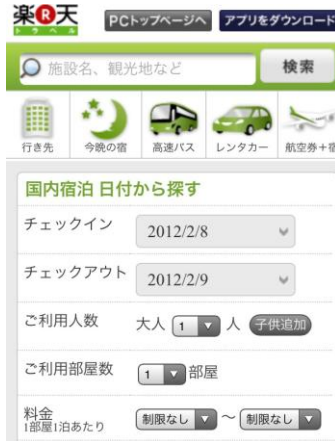 楽R天
トラベル
PCトップページへ
アプリをダウンロード
施設名、観光地など
検索
行き先
今晩の宿
高速バス
レンタカー
航空券+宿
国内宿泊 日付から探す
チェックイン
2012/2/8
チェックアウト
2012/2/9
ご利用人数
大人 1 人 子供追加
ご利用部屋数
1 部屋
料金
1部屋1泊あたり
制限なし ~ 制限なし